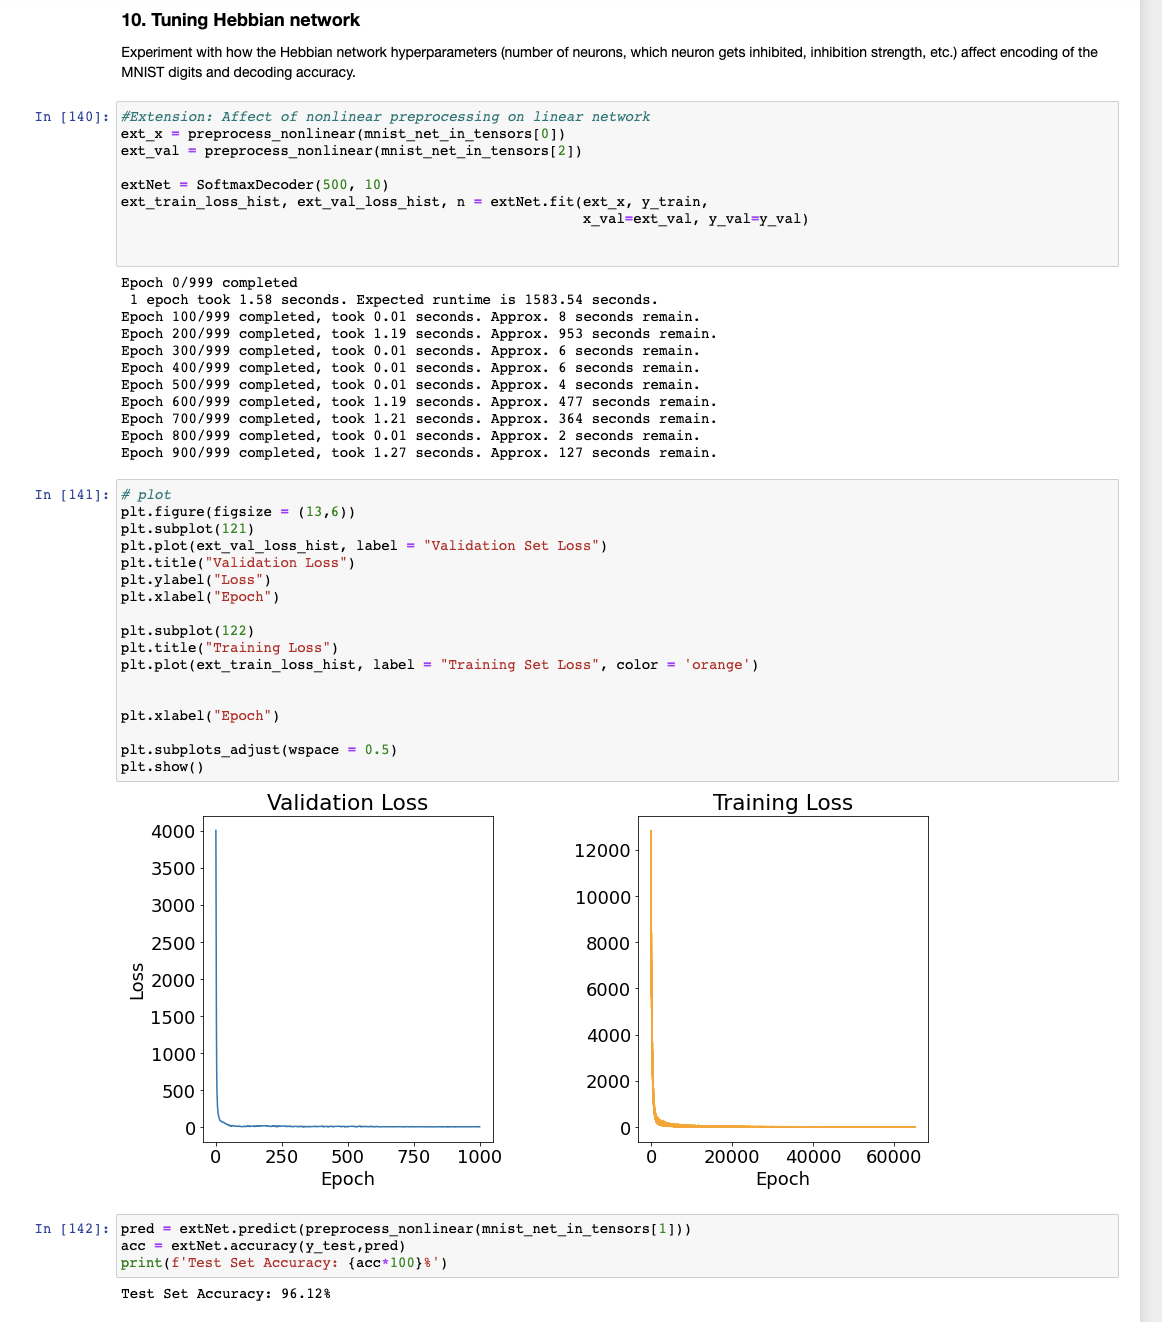 10. Tuning Hebbian network
Experiment with how the Hebbian network hyperparameters (number of neurons, which neuron gets inhibited, inhibition strength, etc.) affect encoding of the
MNIST digits and decoding accuracy.
In [140]:
#Extension: Affect of nonlinear preprocessing on linear network
ext_x = preprocess_nonlinear(mnist_net_in_tensors[0])
ext_val = preprocess_nonlinear(mnist_net_in_tensors[2])
extNet = SoftmaxDecoder(500, 10)
ext_train_loss_hist, ext_val_loss_hist, n = extNet.fit(ext_x, y_train,
x_val=ext_val, y_val=y_val)
Epoch 0/999 completed
1 epoch took 1.58 seconds. Expected runtime is 1583.54 seconds.
Epoch 100/999 completed, took 0.01 seconds. Approx. 8 seconds remain.
Epoch 200/999 completed, took 1.19 seconds. Approx. 953 seconds remain.
Epoch 300/999 completed, took 0.01 seconds. Approx. 6 seconds remain.
Epoch 400/999 completed, took 0.01 seconds. Approx. 6 seconds remain.
Epoch 500/999 completed, took 0.01 seconds. Approx. 4 seconds remain.
Epoch 600/999 completed, took 1.19 seconds. Approx. 477 seconds remain.
Epoch 700/999 completed, took 1.21 seconds. Approx. 364 seconds remain.
Epoch 800/999 completed, took 0.01 seconds. Approx. 2 seconds remain.
Epoch 900/999 completed, took 1.27 seconds. Approx. 127 seconds remain.
In [141]:
# plot
plt.figure(figsize = (13,6))
plt.subplot(121)
plt.plot(ext_val_loss_hist, label = "Validation Set Loss")
plt.title("Validation Loss")
plt.ylabel("Loss")
plt.xlabel("Epoch")
plt.subplot(122)
plt.title("Training Loss")
plt.plot(ext_train_loss_hist, label = "Training Set Loss", color = 'orange')
plt.xlabel("Epoch")
plt.subplots_adjust(wspace = 0.5)
plt.show()
Validation Loss
4000
3500
3000
2500
2000
1500
1000
500
0
Loss
0 250 500 750 1000
Epoch
Training Loss
12000
10000
8000
6000
4000
2000
0
0 20000 40000 60000
Epoch
In [142]:
pred = extNet.predict(preprocess_nonlinear(mnist_net_in_tensors[1]))
acc = extNet.accuracy(y_test,pred)
print(f'Test Set Accuracy: {acc*100}%')
Test Set Accuracy: 96.12%